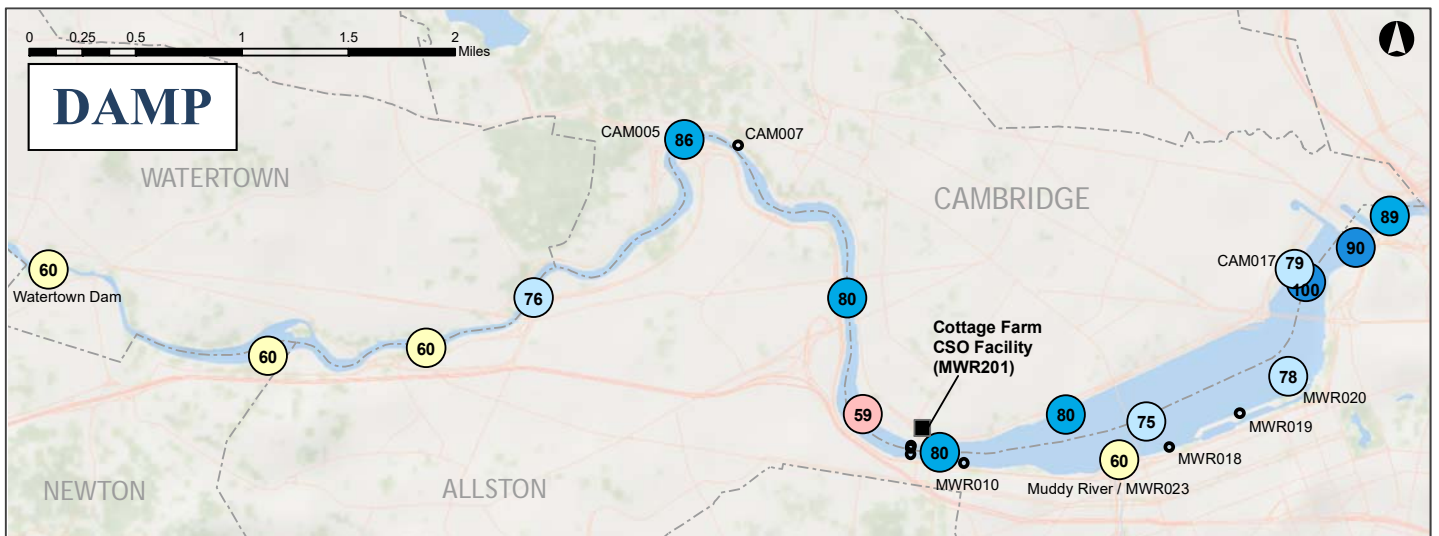 0 0.25 0.5 1 1.5 2
Miles
DAMP
CAM005
86
CAM007
WATERTOWN
CAMBRIDGE
89
90
CAM017
79
100
60
Watertown Dam
76
80
60
60
Cottage Farm
CSO Facility
(MWR201)
78
MWR020
59
80
75
MWR019
80
60
MWR018
MWR010
Muddy River / MWR023
NEWTON
ALLSTON